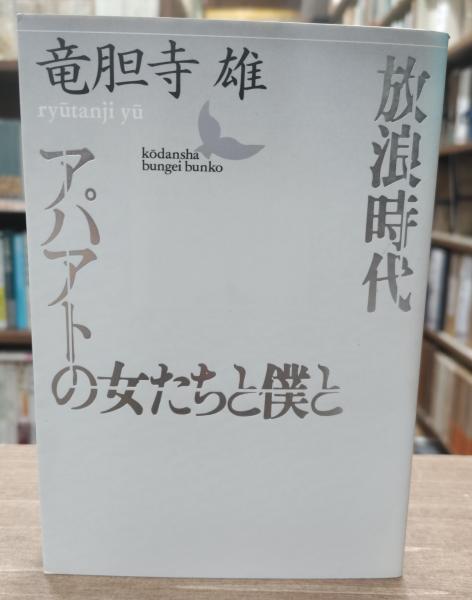 竜胆寺 雄
ryūtanji yū
kōdansha
bungei bunko
放浪時代
アパアトの女たちと僕と